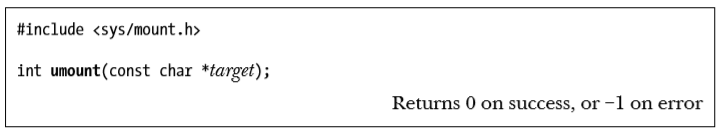 #include <sys/mount.h>
int umount(const char *target);
Returns 0 on success, or −1 on error